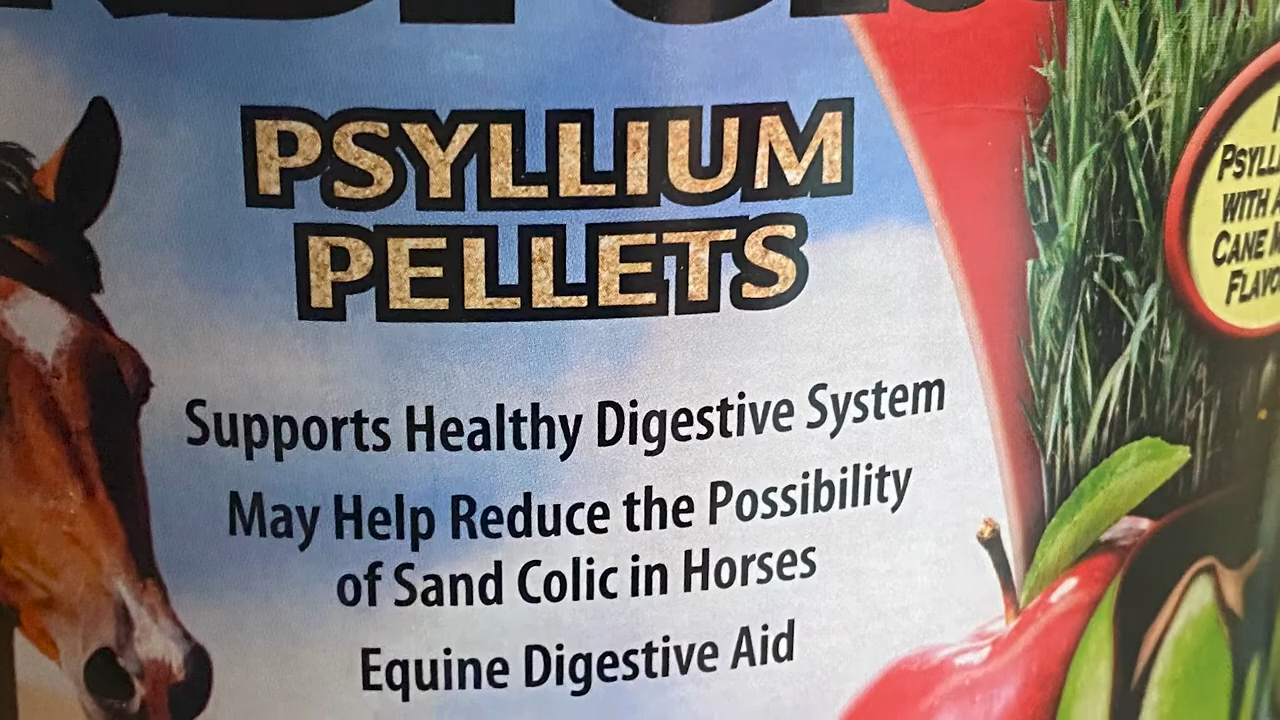 PSYLLIUM
PELLETS
Supports Healthy Digestive System
May Help Reduce the Possibility
of Sand Colic in Horses
Equine Digestive Aid
WITH
CANE